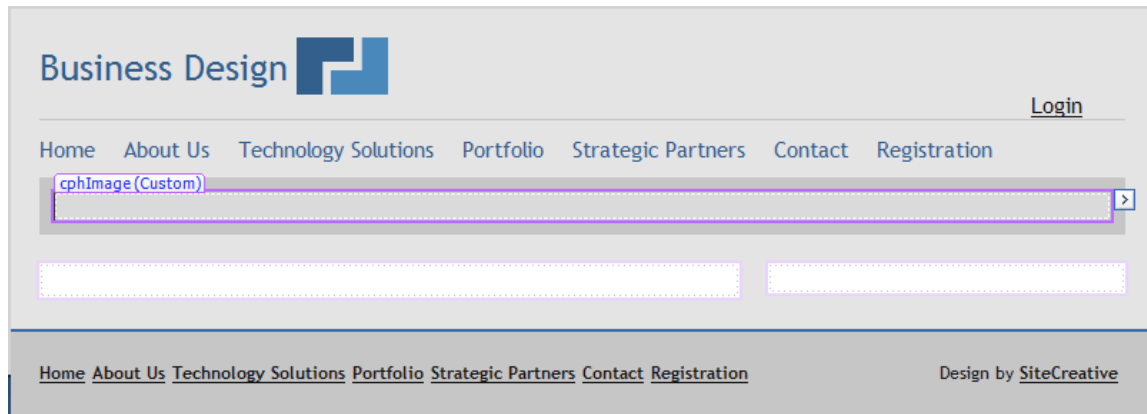 Business Design
Login
Home About Us Technology Solutions Portfolio Strategic Partners Contact Registration
cphImage (Custom)
Home About Us Technology Solutions Portfolio Strategic Partners Contact Registration Design by SiteCreative